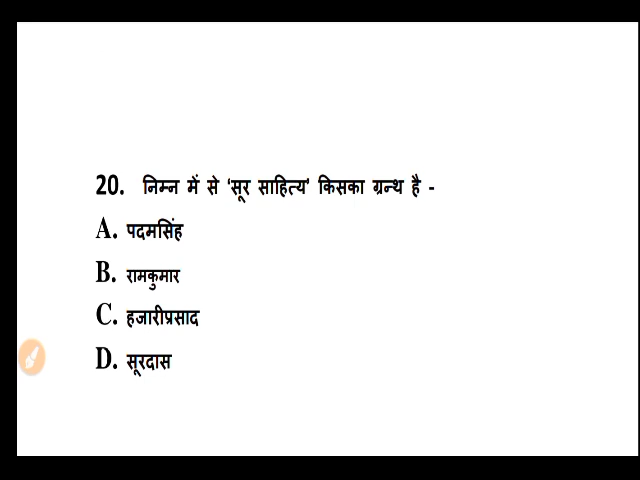 20. निम्न में से ‘सूर साहित्य’ किसका ग्रन्थ है -
A. पदमसिंह
B. रामकुमार
C. हजारीप्रसाद
D. सूरदास